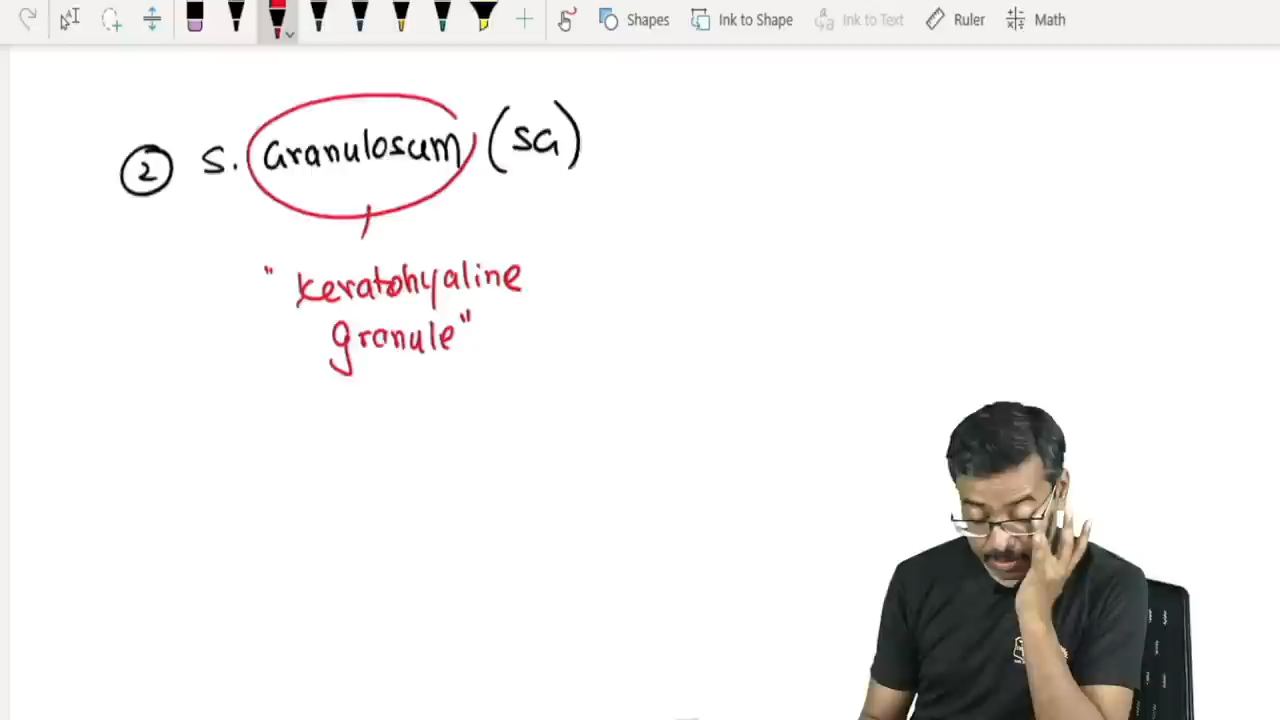 Shapes Ink to Shape Ink to Text Ruler Math
② S. Granulosum (SG)
"Keratohyaline
granule"